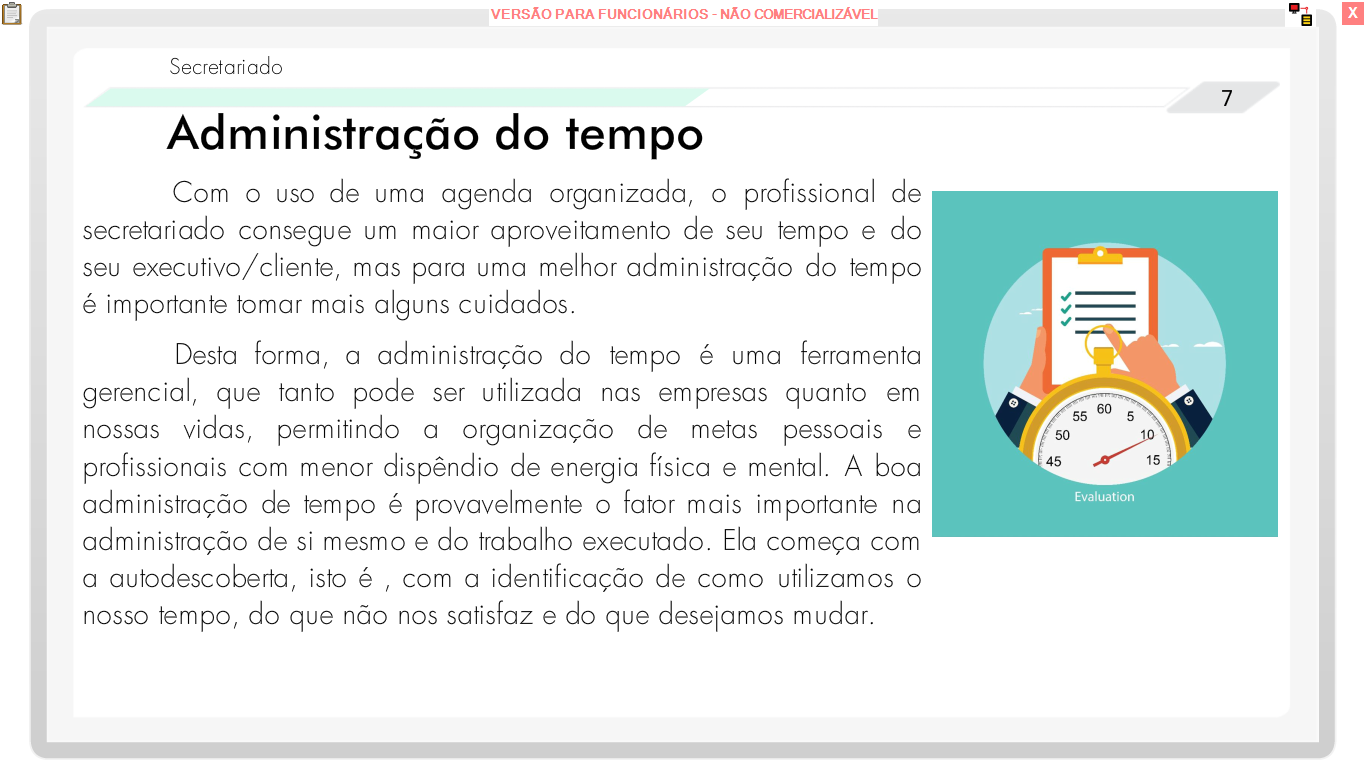 VERSÃO PARA FUNCIONÁRIOS - NÃO COMERCIALIZÁVEL
X
Secretariado
7
Administração do tempo
Com o uso de uma agenda organizada, o profissional de
secretariado consegue um maior aproveitamento de seu tempo e do
seu executivo/cliente, mas para uma melhor administração do tempo
é importante tomar mais alguns cuidados.
Desta forma, a administração do tempo é uma ferramenta
gerencial, que tanto pode ser utilizada nas empresas quanto em
nossas vidas, permitindo a organização de metas pessoais e
profissionais com menor dispêndio de energia física e mental. A boa
administração de tempo é provavelmente o fator mais importante na
administração de si mesmo e do trabalho executado. Ela começa com
a autodescoberta, isto é , com a identificação de como utilizamos o
nosso tempo, do que não nos satisfaz e do que desejamos mudar.
55 60 5
50 10
45 15
Evaluation